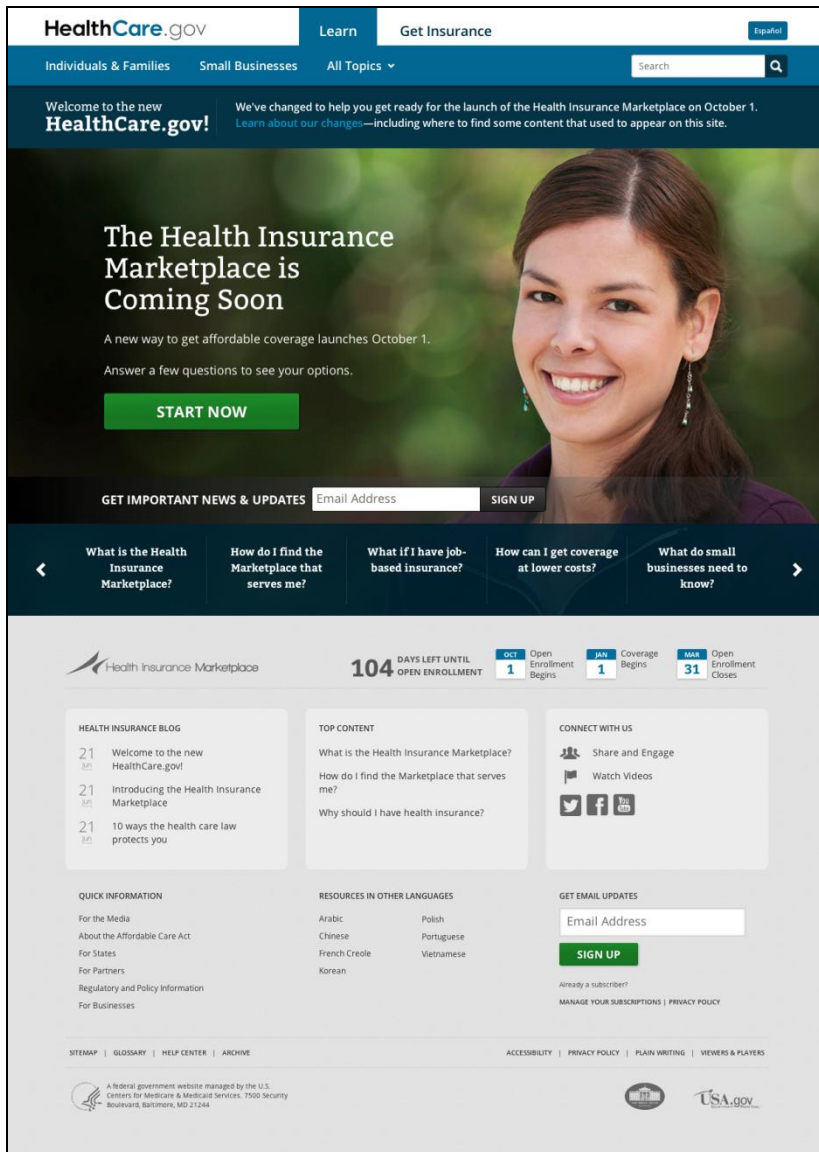 HealthCare.gov
Learn
Get Insurance
Español
Individuals & Families
Small Businesses
All Topics
Search
Welcome to the new
HealthCare.gov!
We've changed to help you get ready for the launch of the Health Insurance Marketplace on October 1.
Learn about our changes—including where to find some content that used to appear on this site.
The Health Insurance
Marketplace is
Coming Soon
A new way to get affordable coverage launches October 1.
Answer a few questions to see your options.
START NOW
GET IMPORTANT NEWS & UPDATES
Email Address
SIGN UP
What is the Health
Insurance
Marketplace?
How do I find the
Marketplace that
serves me?
What if I have job-
based insurance?
How can I get coverage
at lower costs?
What do small
businesses need to
know?
Health Insurance Marketplace
104
DAYS LEFT UNTIL
OPEN ENROLLMENT
OCT
1
Open
Enrollment
Begins
JAN
1
Coverage
Begins
MAR
31
Open
Enrollment
Closes
HEALTH INSURANCE BLOG
21
JUN
Welcome to the new
HealthCare.gov!
21
JUN
Introducing the Health Insurance
Marketplace
21
JUN
10 ways the health care law
protects you
TOP CONTENT
What is the Health Insurance Marketplace?
How do I find the Marketplace that serves
me?
Why should I have health insurance?
CONNECT WITH US
Share and Engage
Watch Videos
You
Tube
QUICK INFORMATION
For the Media
About the Affordable Care Act
For States
For Partners
Regulatory and Policy Information
For Businesses
RESOURCES IN OTHER LANGUAGES
Arabic
Chinese
French Creole
Korean
Polish
Portuguese
Vietnamese
GET EMAIL UPDATES
Email Address
SIGN UP
Already a subscriber?
MANAGE YOUR SUBSCRIPTIONS | PRIVACY POLICY
SITEMAP | GLOSSARY | HELP CENTER | ARCHIVE
ACCESSIBILITY | PRIVACY POLICY | PLAIN WRITING | VIEWERS & PLAYERS
A federal government website managed by the U.S.
Centers for Medicare & Medicaid Services. 7500 Security
Boulevard, Baltimore, MD 21244
USA.gov